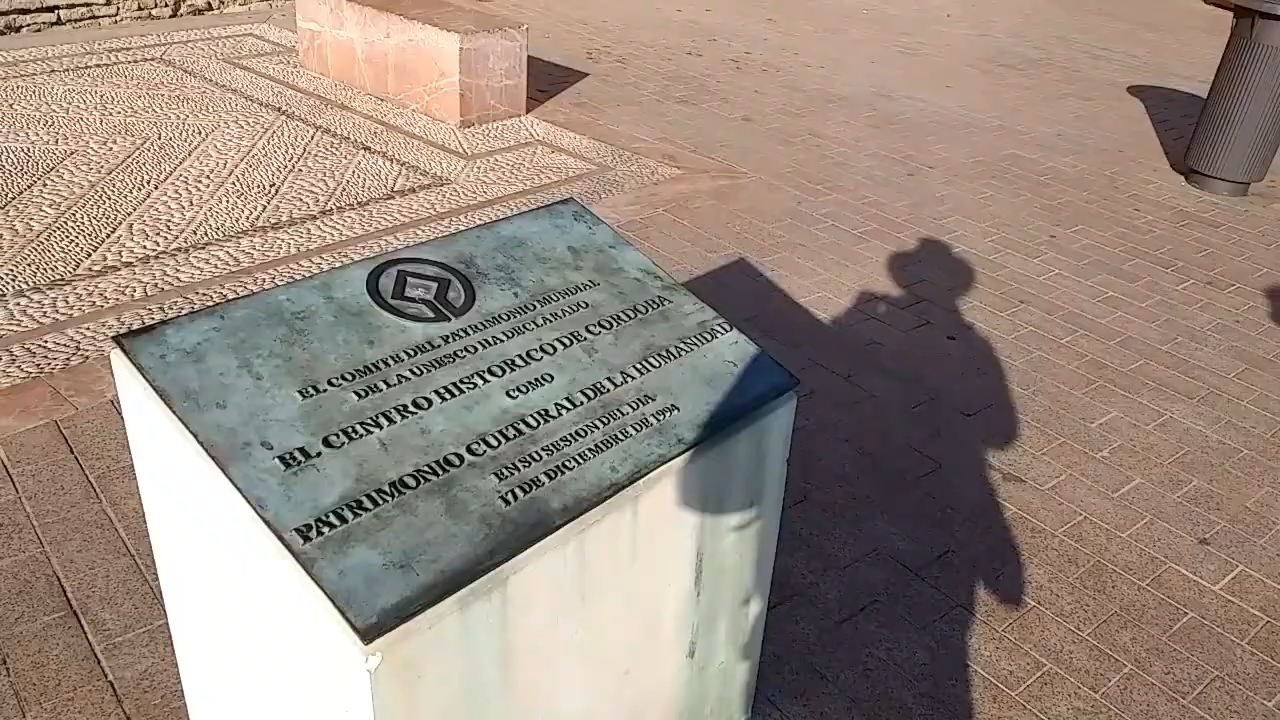 EL COMITE DEL PATRIMONIO MUNDIAL
DE LA UNESCO HA DECLARADO
EL CENTRO HISTORICO DE CORDOBA
COMO
PATRIMONIO CULTURAL DE LA HUMANIDAD
EN SU SESION DEL DIA
17 DE DICIEMBRE DE 1994